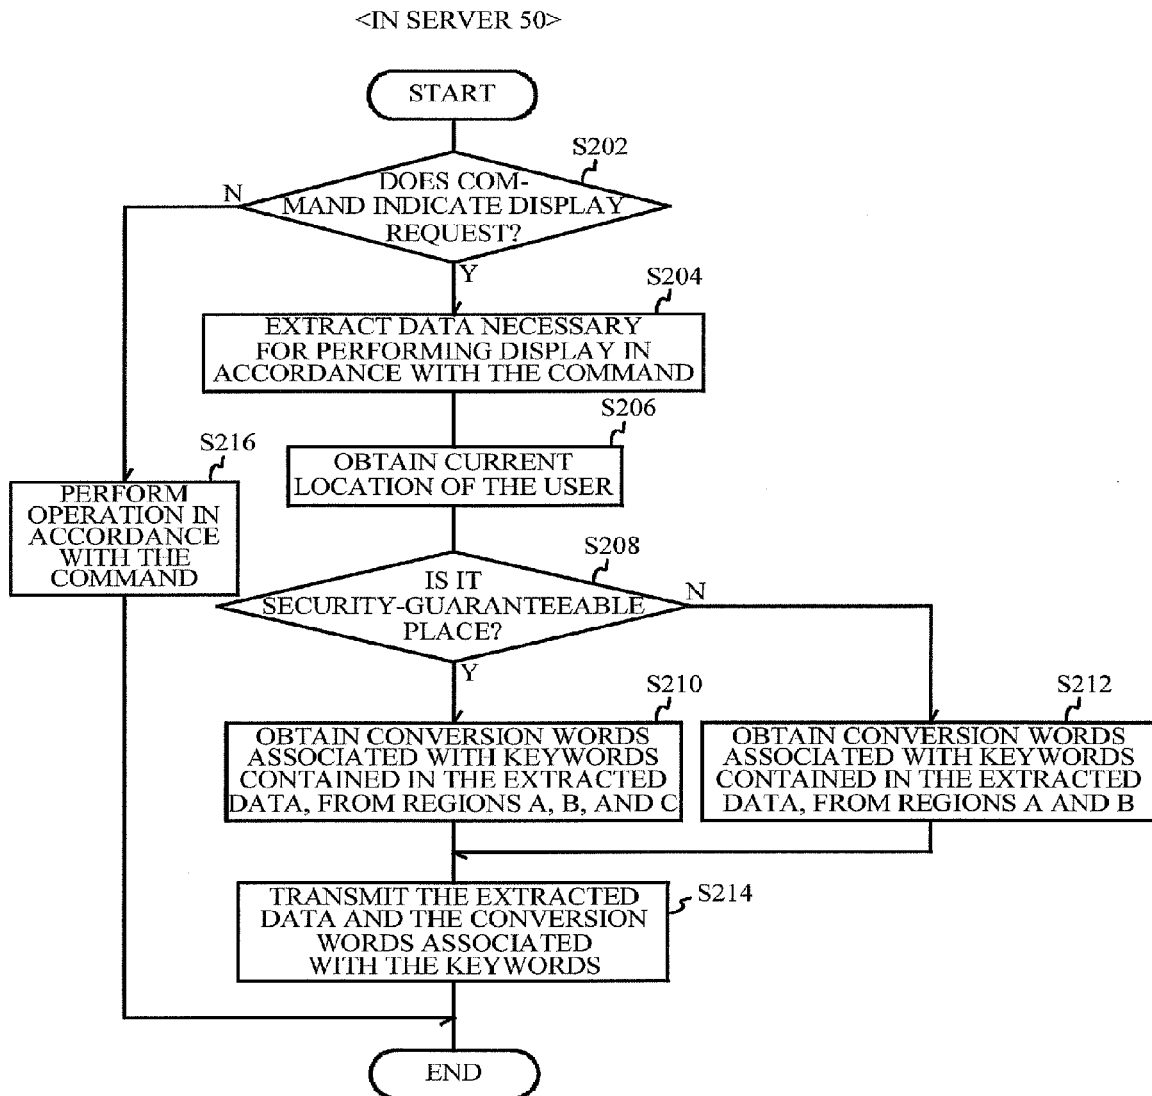 <IN SERVER 50>
START
S202
DOES COM-
MAND INDICATE DISPLAY
REQUEST?
N
Y
S204
EXTRACT DATA NECESSARY
FOR PERFORMING DISPLAY IN
ACCORDANCE WITH THE COMMAND
S206
OBTAIN CURRENT
LOCATION OF THE USER
S216
PERFORM
OPERATION IN
ACCORDANCE
WITH THE
COMMAND
S208
IS IT
SECURITY-GUARANTEEABLE
PLACE?
N
Y
S210
OBTAIN CONVERSION WORDS
ASSOCIATED WITH KEYWORDS
CONTAINED IN THE EXTRACTED
DATA, FROM REGIONS A, B, AND C
S212
OBTAIN CONVERSION WORDS
ASSOCIATED WITH KEYWORDS
CONTAINED IN THE EXTRACTED
DATA, FROM REGIONS A AND B
TRANSMIT THE EXTRACTED
DATA AND THE CONVERSION
WORDS ASSOCIATED
WITH THE KEYWORDS
S214
END